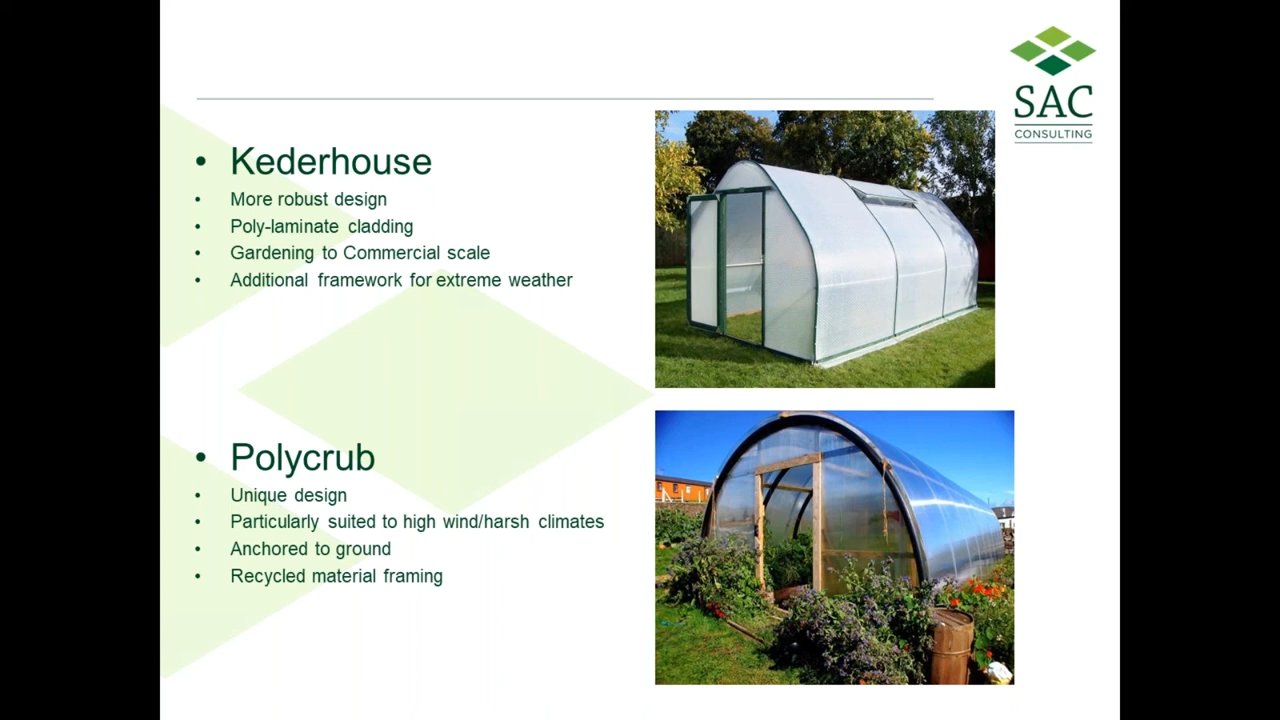 SAC
CONSULTING
• Kederhouse
• More robust design
• Poly-laminate cladding
• Gardening to Commercial scale
• Additional framework for extreme weather
• Polycrub
• Unique design
• Particularly suited to high wind/harsh climates
• Anchored to ground
• Recycled material framing